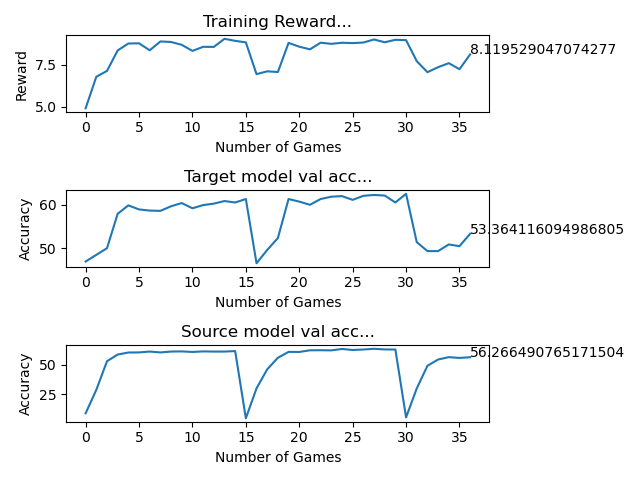 Training Reward...
7.5
5.0
Reward
8.119529047074277
0 5 10 15 20 25 30 35
Number of Games
Target model val acc...
60
50
Accuracy
53.364116094986805
0 5 10 15 20 25 30 35
Number of Games
Source model val acc...
50
25
Accuracy
56.266490765171504
0 5 10 15 20 25 30 35
Number of Games